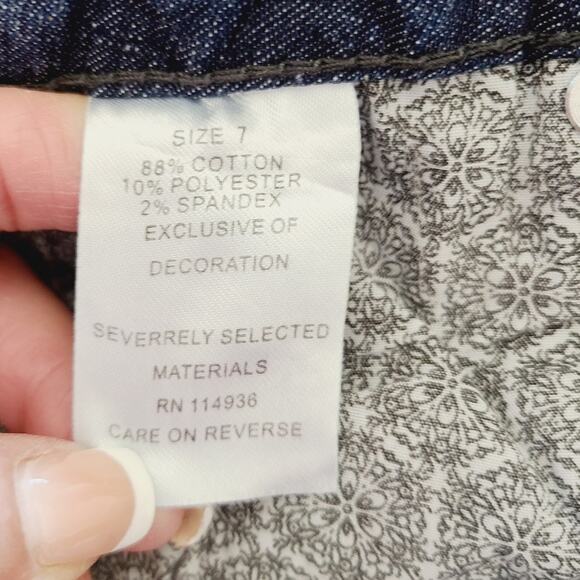 SIZE 7
88% COTTON
10% POLYESTER
2% SPANDEX
EXCLUSIVE OF
DECORATION
SEVERRELY SELECTED
MATERIALS
RN 114936
CARE ON REVERSE